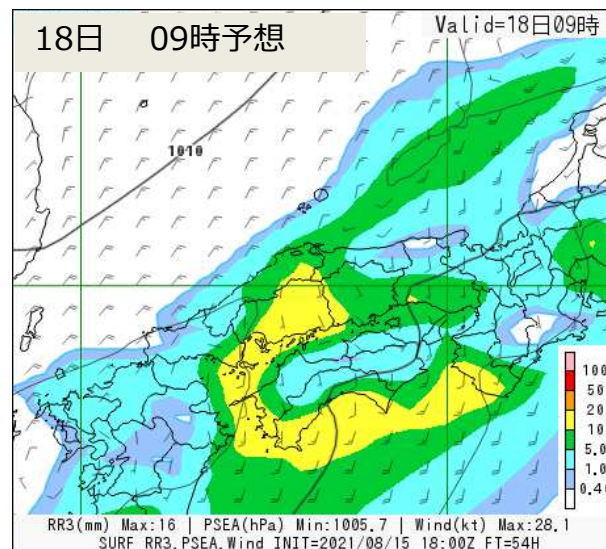 18日 09時予想
Valid=18日09時
1010
100
50
20
10
5.0
1.0
0.40
RR3(mm) Max:16 | PSEA(hPa) Min:1005.7 | Wind(kt) Max:28.1
SURF RR3,PSEA,Wind INIT=2021/08/15 18:00Z FT=54H